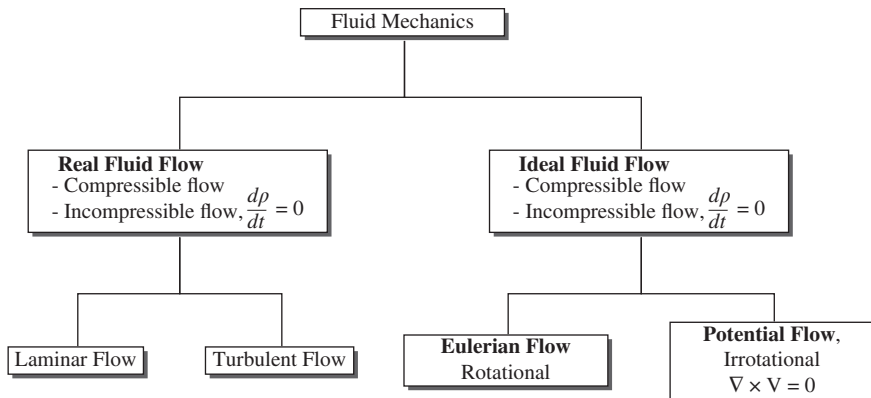 Fluid Mechanics
Real Fluid Flow
- Compressible flow
- Incompressible flow, dρ/dt = 0
Ideal Fluid Flow
- Compressible flow
- Incompressible flow, dρ/dt = 0
Laminar Flow
Turbulent Flow
Eulerian Flow
Rotational
Potential Flow,
Irrotational
∇ × V = 0